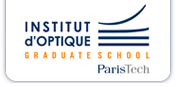 INSTITUT
d'OPTIQUE
GRADUATE SCHOOL
ParisTech